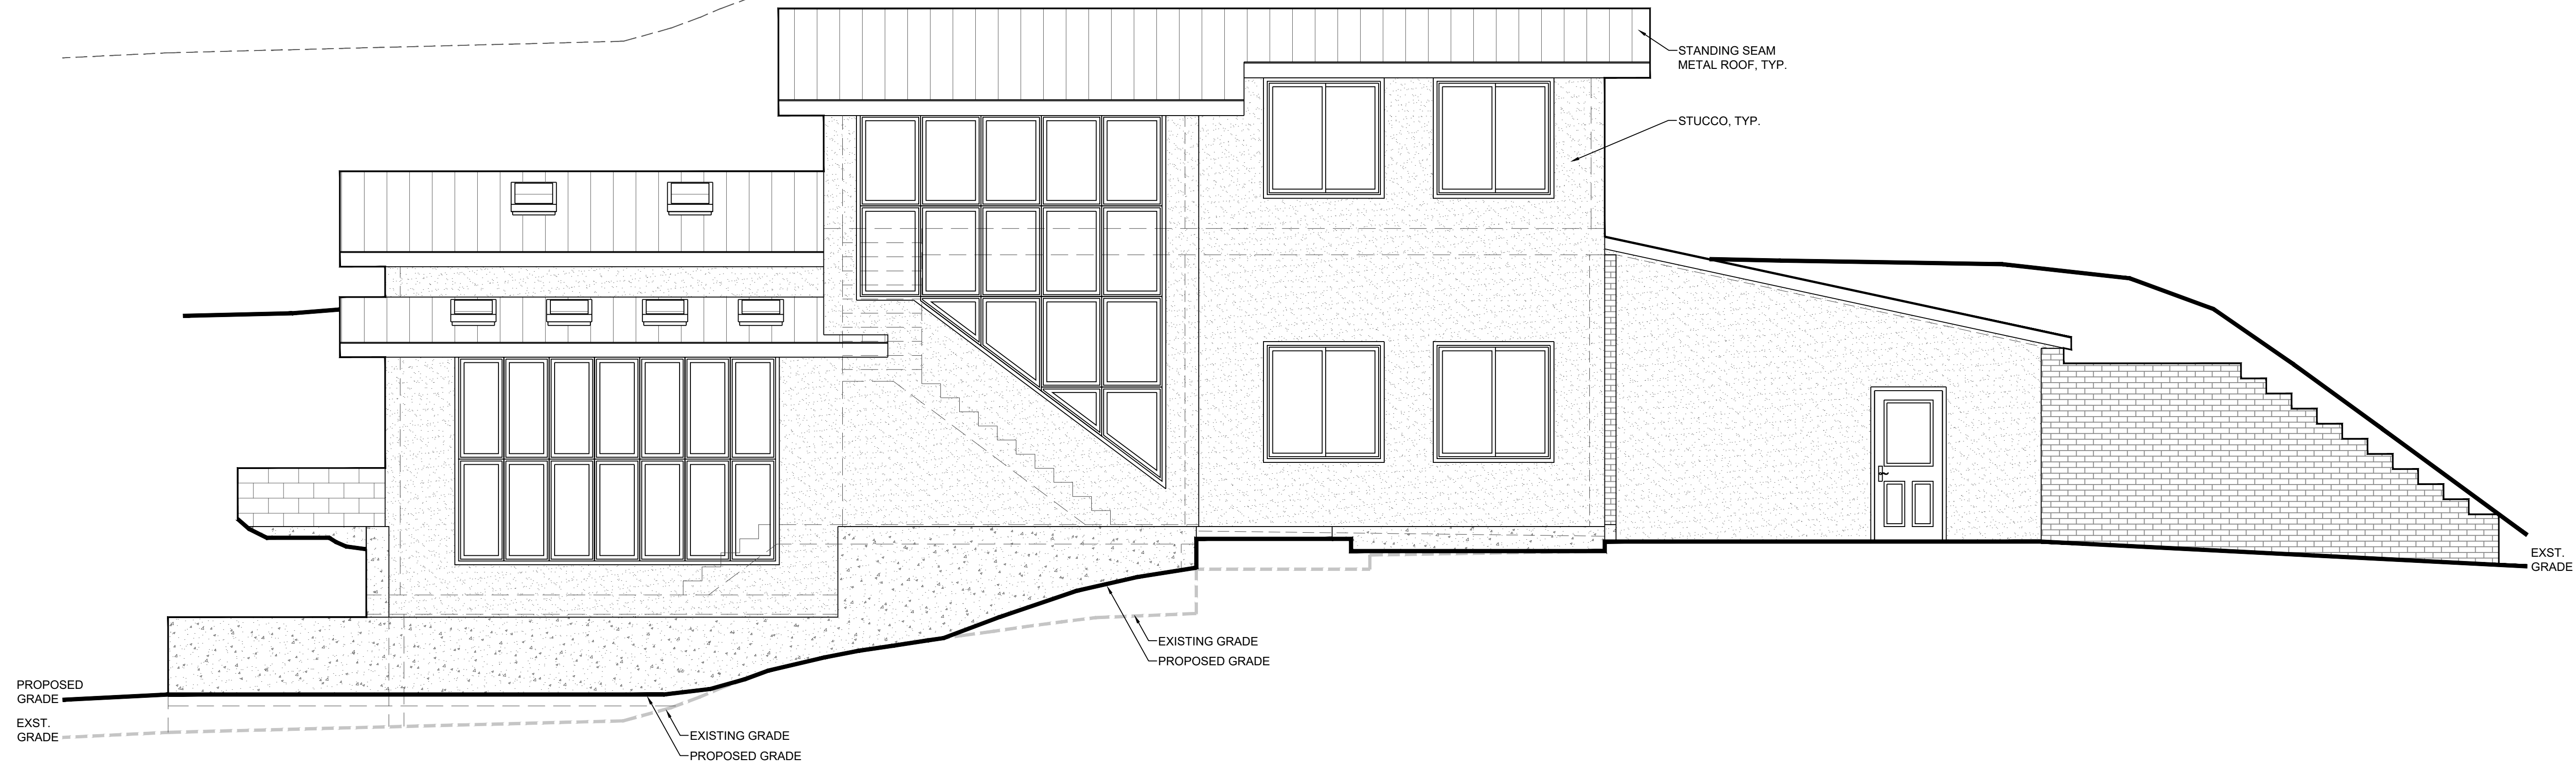 STANDING SEAM
METAL ROOF, TYP.
STUCCO, TYP.
EXST.
GRADE
EXISTING GRADE
PROPOSED GRADE
PROPOSED
GRADE
EXST.
GRADE
EXISTING GRADE
PROPOSED GRADE